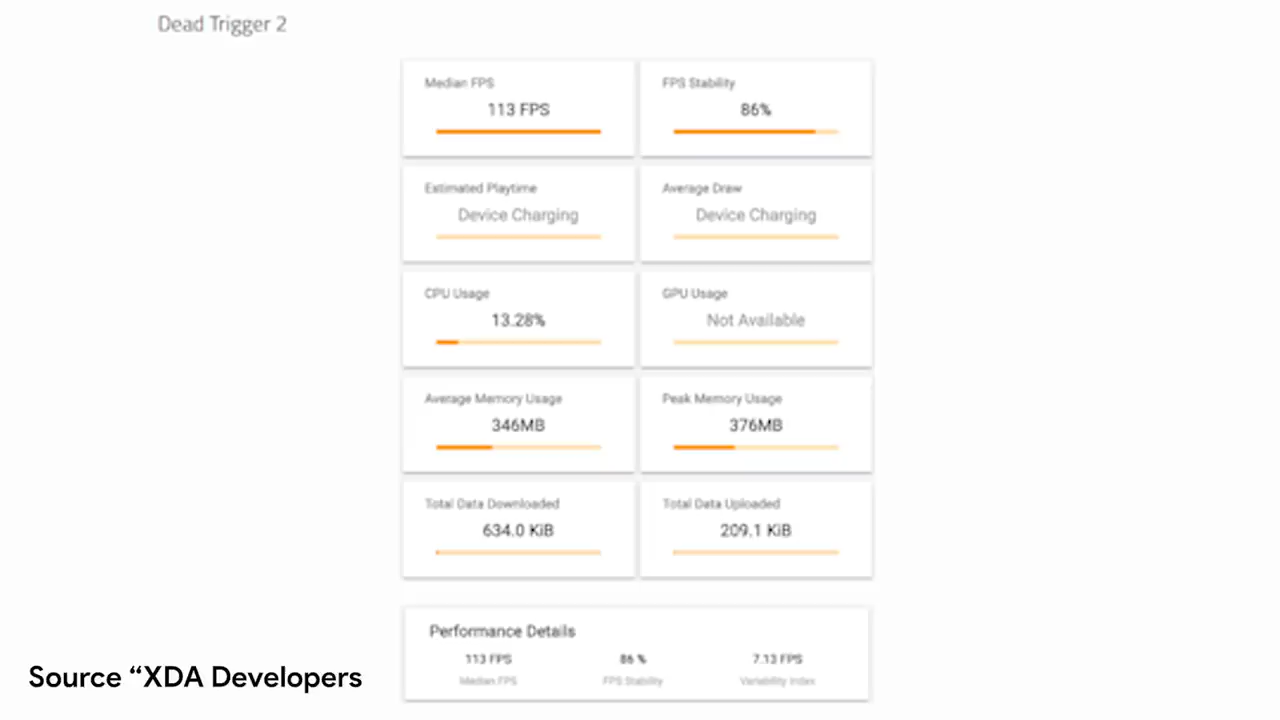 Dead Trigger 2
Median FPS
113 FPS
FPS Stability
86%
Estimated Playtime
Device Charging
Average Draw
Device Charging
CPU Usage
13.28%
GPU Usage
Not Available
Average Memory Usage
346MB
Peak Memory Usage
376MB
Total Data Downloaded
634.0 KiB
Total Data Uploaded
209.1 KiB
Performance Details
113 FPS 86 % 7.13 FPS
Median FPS FPS Stability Variability Index
Source “XDA Developers